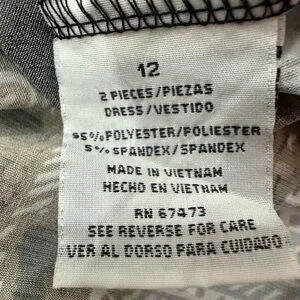 12
2 PIECES/PIEZAS
DRESS/VESTIDO
95%POLYESTER/POLIESTER
5%SPANDEX/SPANDEX
MADE IN VIETNAM
HECHO EN VIETNAM
RN 67473
SEE REVERSE FOR CARE
VER AL DORSO PARA CUIDADO